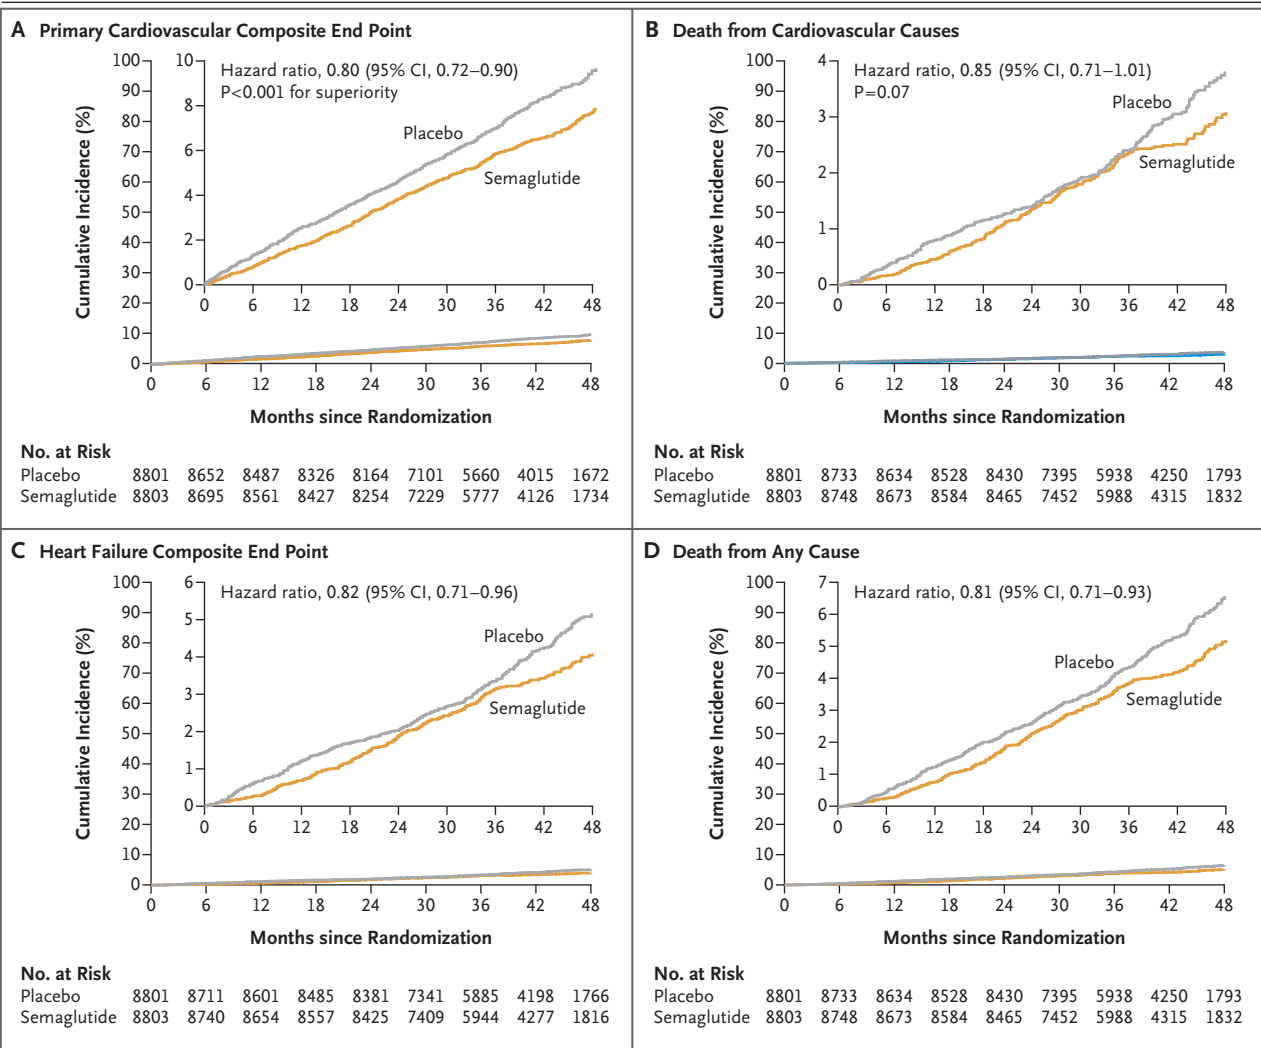 A Primary Cardiovascular Composite End Point
Cumulative Incidence (%)
100
90
80
70
60
50
40
30
20
10
0
10
8
6
4
2
0
Hazard ratio, 0.80 (95% CI, 0.72–0.90)
P<0.001 for superiority
Placebo
Semaglutide
0 6 12 18 24 30 36 42 48
0 6 12 18 24 30 36 42 48
Months since Randomization
No. at Risk
Placebo 8801 8652 8487 8326 8164 7101 5660 4015 1672
Semaglutide 8803 8695 8561 8427 8254 7229 5777 4126 1734
B Death from Cardiovascular Causes
Cumulative Incidence (%)
100
90
80
70
60
50
40
30
20
10
0
4
3
2
1
0
Hazard ratio, 0.85 (95% CI, 0.71–1.01)
P=0.07
Placebo
Semaglutide
0 6 12 18 24 30 36 42 48
0 6 12 18 24 30 36 42 48
Months since Randomization
No. at Risk
Placebo 8801 8733 8634 8528 8430 7395 5938 4250 1793
Semaglutide 8803 8748 8673 8584 8465 7452 5988 4315 1832
C Heart Failure Composite End Point
Cumulative Incidence (%)
100
90
80
70
60
50
40
30
20
10
0
6
5
4
3
2
1
0
Hazard ratio, 0.82 (95% CI, 0.71–0.96)
Placebo
Semaglutide
0 6 12 18 24 30 36 42 48
0 6 12 18 24 30 36 42 48
Months since Randomization
No. at Risk
Placebo 8801 8711 8601 8485 8381 7341 5885 4198 1766
Semaglutide 8803 8740 8654 8557 8425 7409 5944 4277 1816
D Death from Any Cause
Cumulative Incidence (%)
100
90
80
70
60
50
40
30
20
10
0
7
6
5
4
3
2
1
0
Hazard ratio, 0.81 (95% CI, 0.71–0.93)
Placebo
Semaglutide
0 6 12 18 24 30 36 42 48
0 6 12 18 24 30 36 42 48
Months since Randomization
No. at Risk
Placebo 8801 8733 8634 8528 8430 7395 5938 4250 1793
Semaglutide 8803 8748 8673 8584 8465 7452 5988 4315 1832